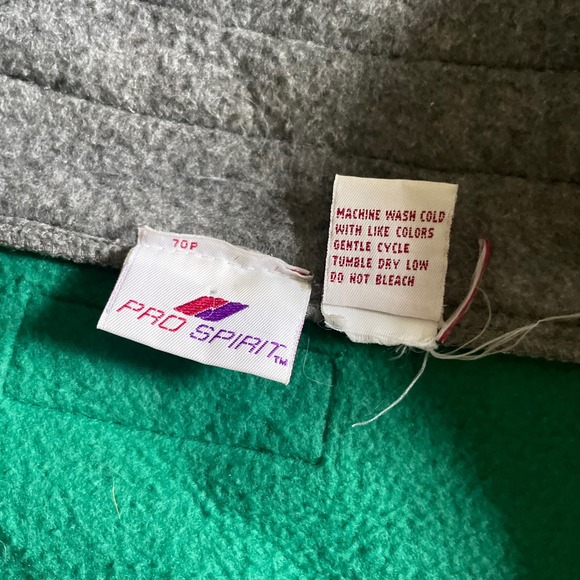 70P
PRO SPIRIT™
MACHINE WASH COLD
WITH LIKE COLORS
GENTLE CYCLE
TUMBLE DRY LOW
DO NOT BLEACH